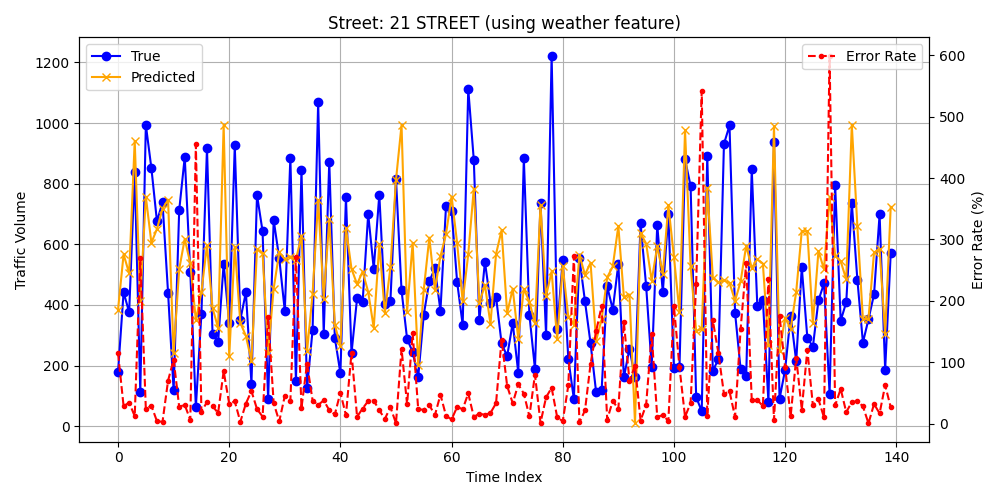 Street: 21 STREET (using weather feature)
True
Predicted
Error Rate
Traffic Volume
1200
1000
800
600
400
200
0
600
500
400
300
200
100
0
Error Rate (%)
0 20 40 60 80 100 120 140
Time Index